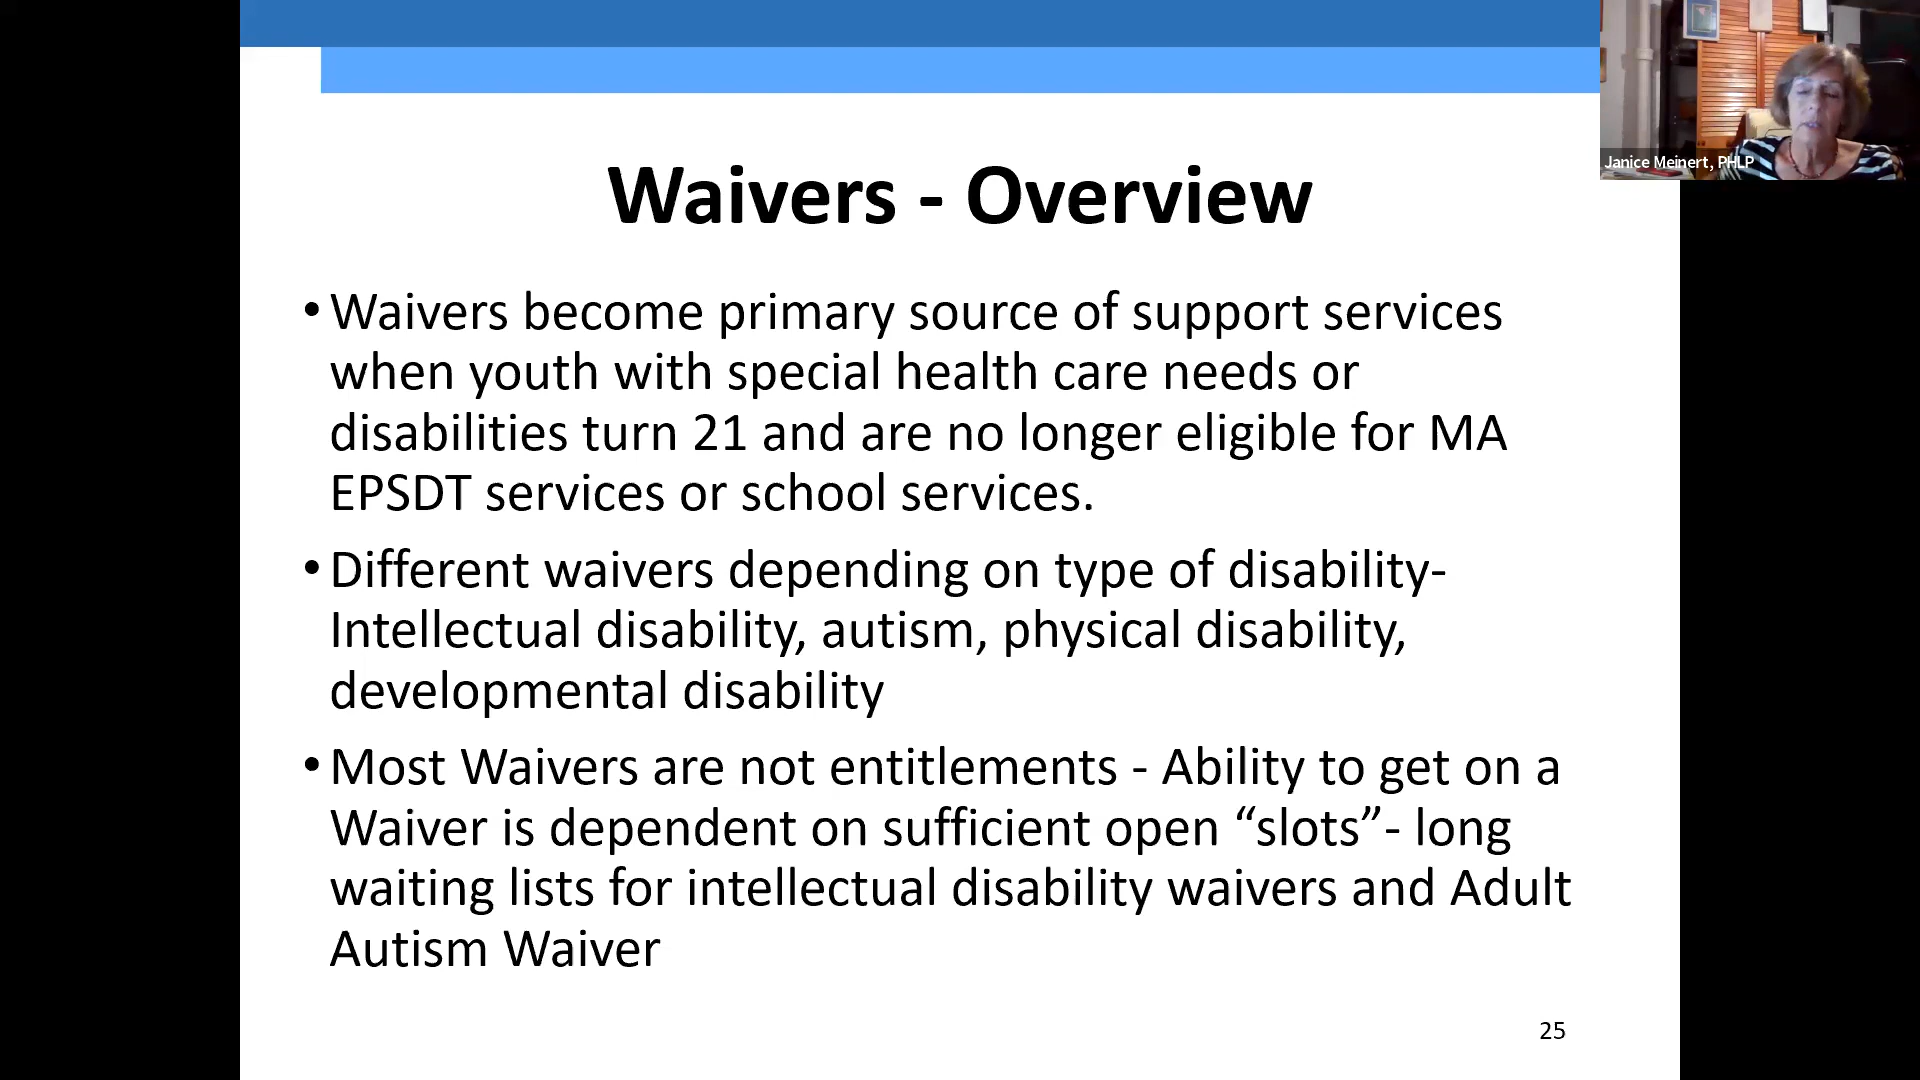 Janice Meinert, PHLP
Waivers - Overview
• Waivers become primary source of support services
when youth with special health care needs or
disabilities turn 21 and are no longer eligible for MA
EPSDT services or school services.
• Different waivers depending on type of disability-
Intellectual disability, autism, physical disability,
developmental disability
• Most Waivers are not entitlements - Ability to get on a
Waiver is dependent on sufficient open “slots”- long
waiting lists for intellectual disability waivers and Adult
Autism Waiver
25